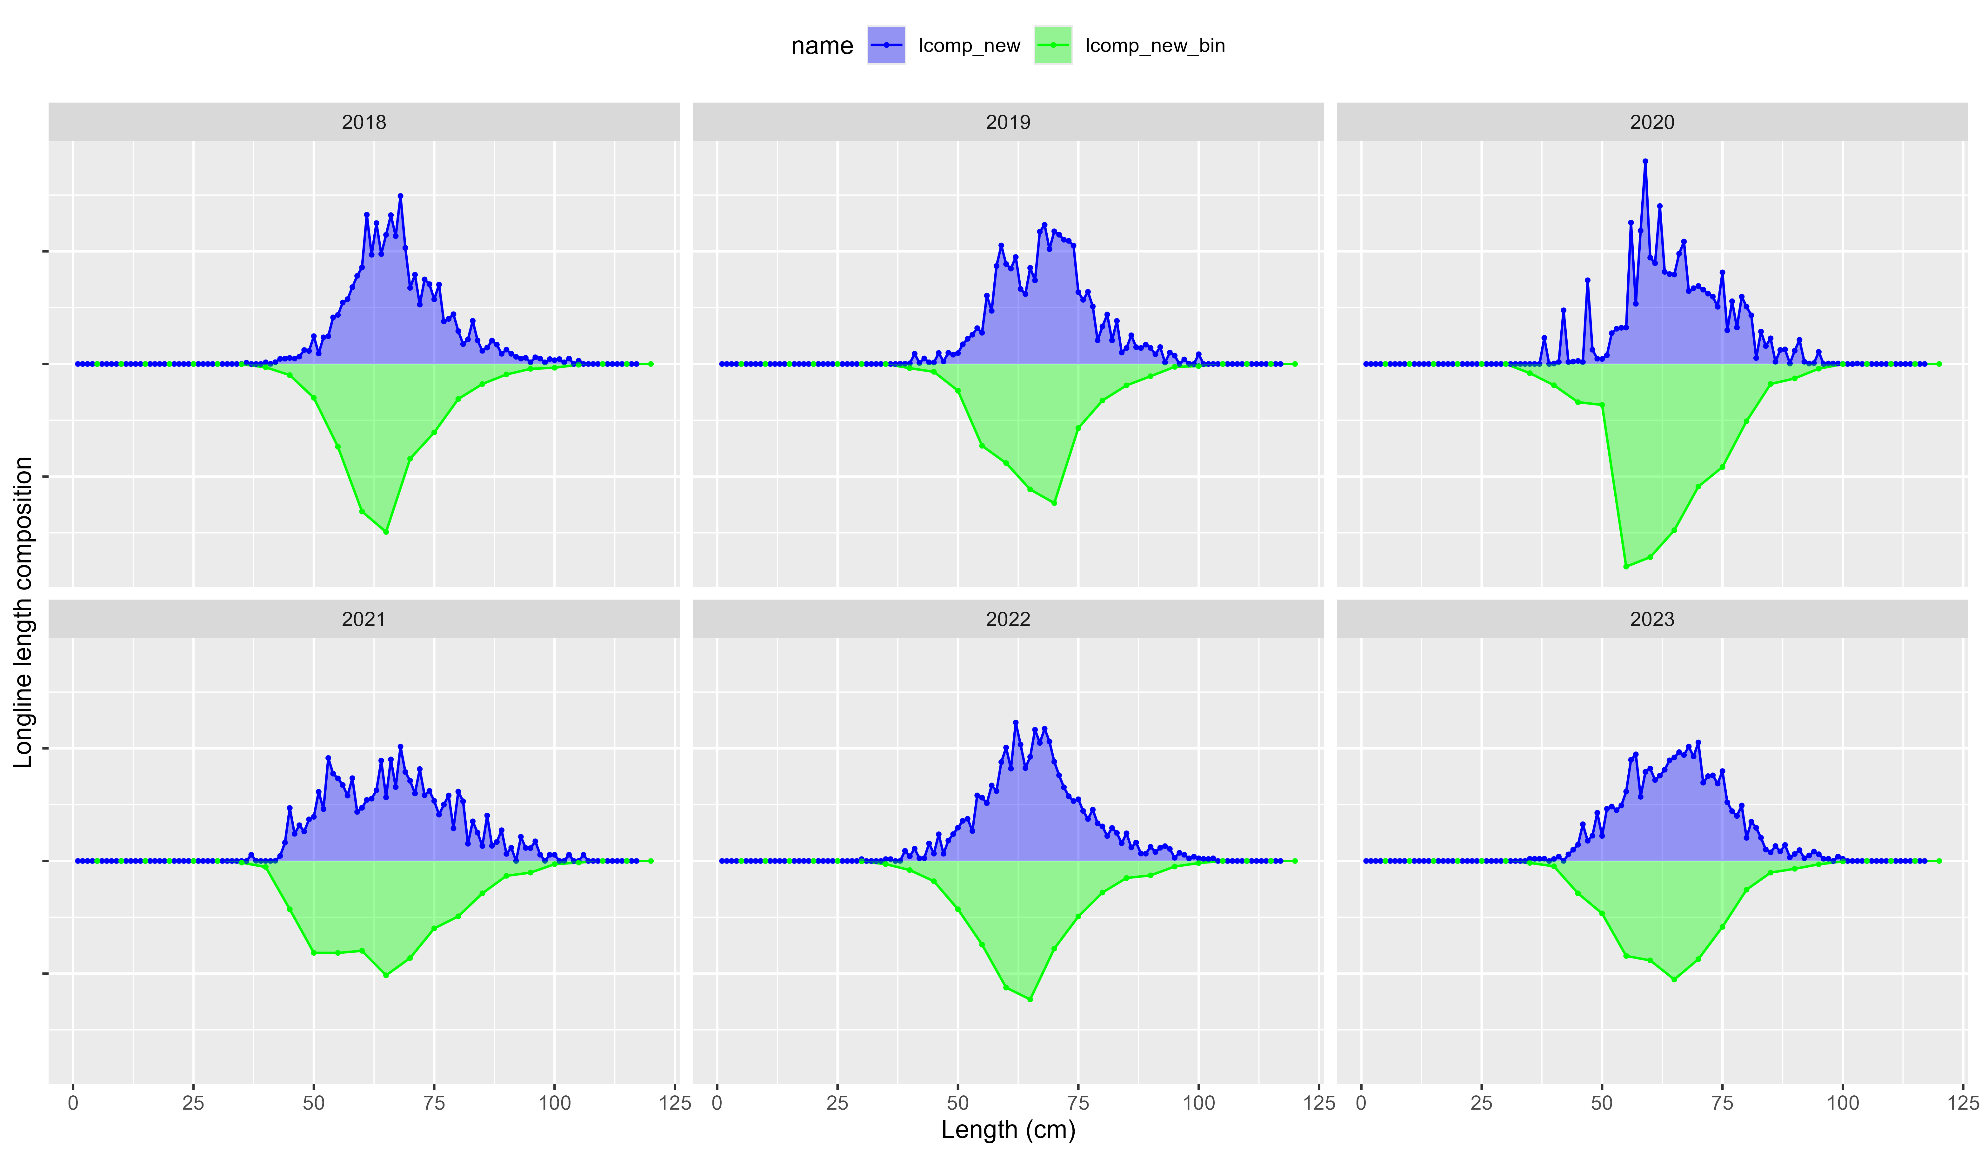 name lcomp_new lcomp_new_bin
2018 2019 2020
Longline length composition
2021 2022 2023
0 25 50 75 100 125 0 25 50 75 100 125 0 25 50 75 100 125
Length (cm)